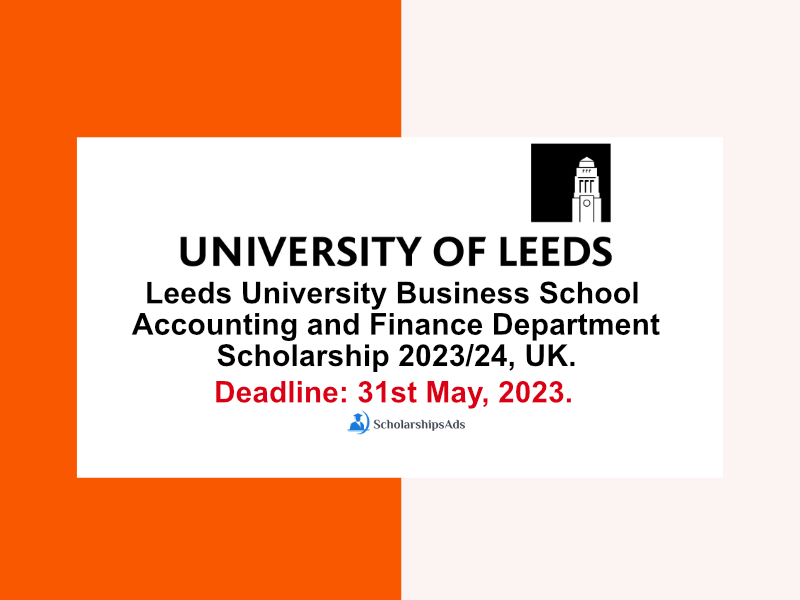 UNIVERSITY OF LEEDS
Leeds University Business School
Accounting and Finance Department
Scholarship 2023/24, UK.
Deadline: 31st May, 2023.
ScholarshipsAds